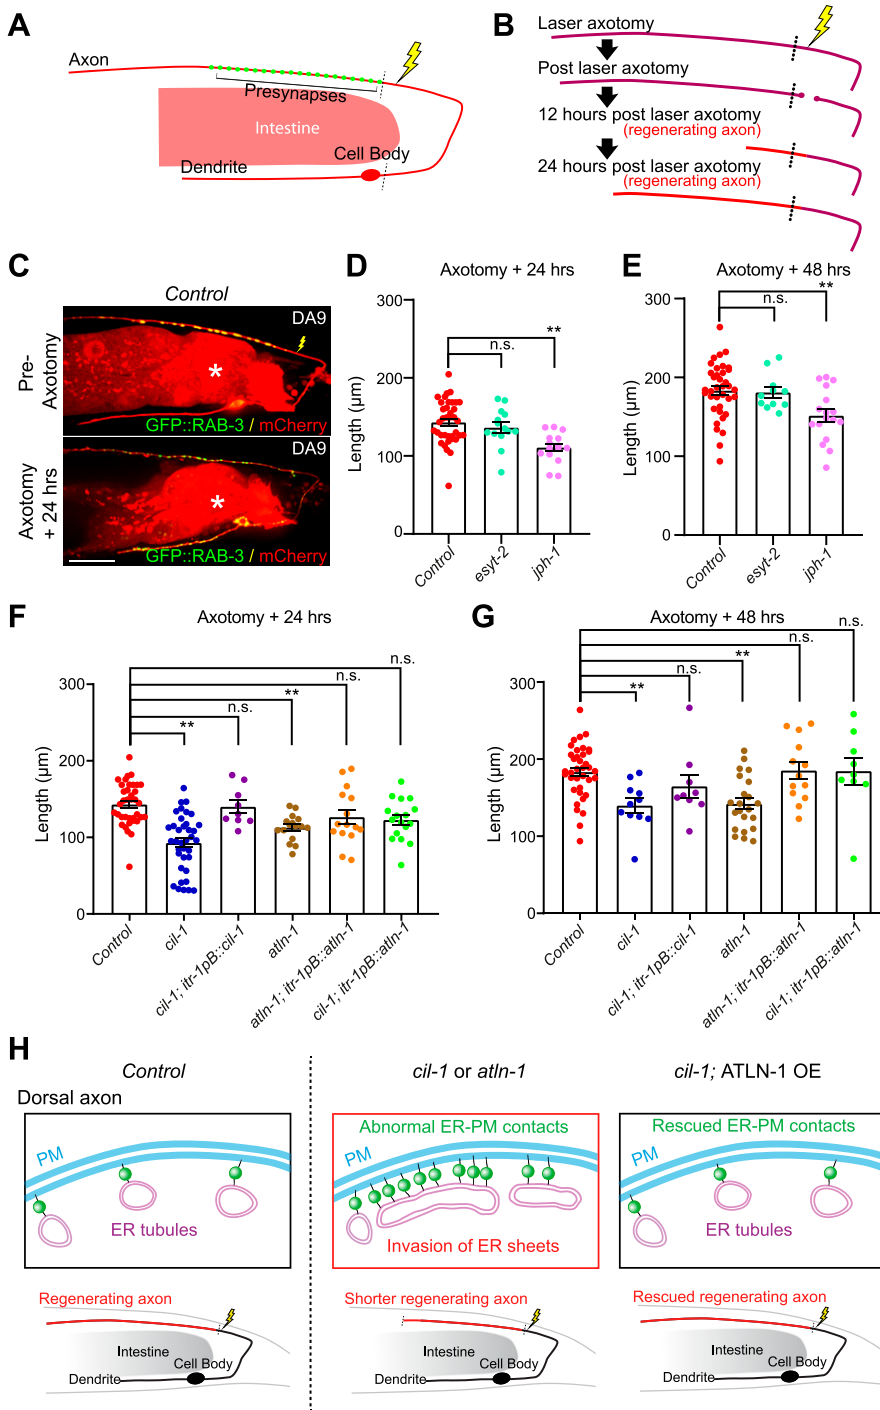 A
Axon
Presynapses
Intestine
Cell Body
Dendrite
B
Laser axotomy
Post laser axotomy
12 hours post laser axotomy
(regenerating axon)
24 hours post laser axotomy
(regenerating axon)
C
Control
Pre-
Axotomy
DA9
*
GFP::RAB-3 / mCherry
Axotomy
+ 24 hrs
DA9
*
GFP::RAB-3 / mCherry
D
Axotomy + 24 hrs
Length (μm)
300
200
100
0
**
n.s.
Control
esyt-2
jph-1
E
Axotomy + 48 hrs
Length (μm)
300
200
100
0
**
n.s.
Control
esyt-2
jph-1
F
Axotomy + 24 hrs
Length (μm)
300
200
100
0
n.s.
n.s.
**
n.s.
**
Control
cil-1
cil-1; itr-1pB::cil-1
atln-1
atln-1; itr-1pB::atln-1
cil-1; itr-1pB::atln-1
G
Axotomy + 48 hrs
Length (μm)
300
200
100
0
n.s.
n.s.
**
n.s.
**
Control
cil-1
cil-1; itr-1pB::cil-1
atln-1
atln-1; itr-1pB::atln-1
cil-1; itr-1pB::atln-1
H
Control
Dorsal axon
PM
ER tubules
Regenerating axon
Intestine
Cell Body
Dendrite
cil-1 or atln-1
Abnormal ER-PM contacts
PM
Invasion of ER sheets
Shorter regenerating axon
Intestine
Cell Body
Dendrite
cil-1; ATLN-1 OE
Rescued ER-PM contacts
PM
ER tubules
Rescued regenerating axon
Intestine
Cell Body
Dendrite